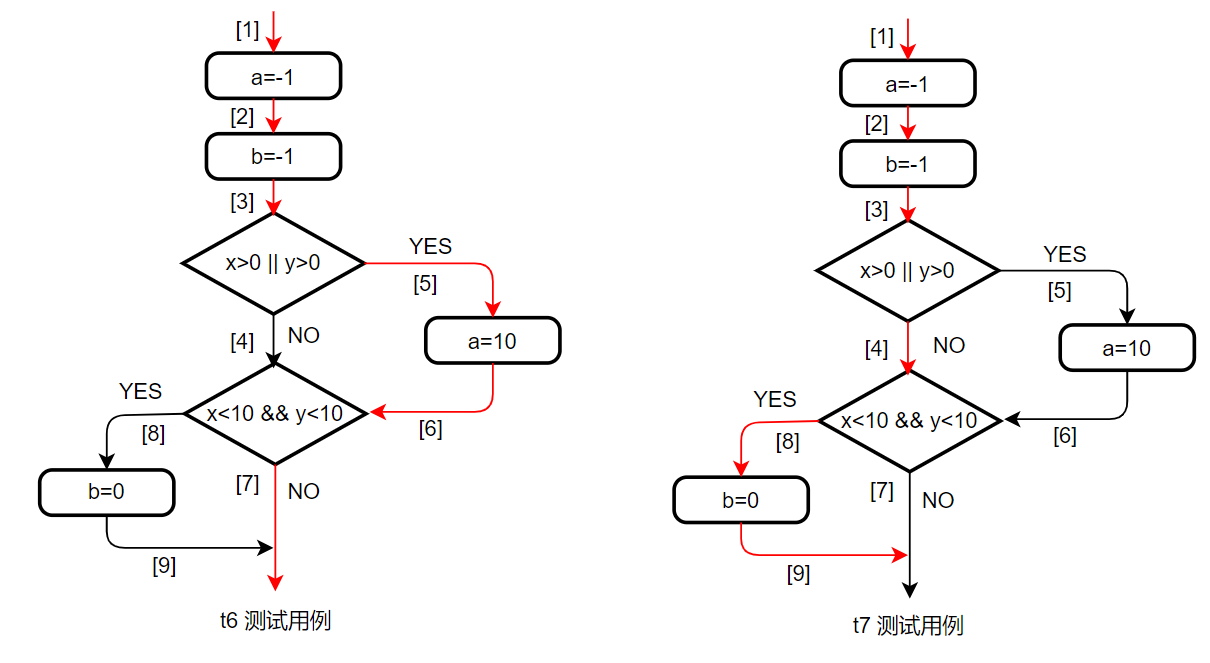 [1]
a=-1
[2]
b=-1
[3]
x>0 || y>0
YES
[5]
[4]
NO
a=10
YES
x<10 && y<10
[6]
[8]
[7]
NO
b=0
[9]
t6 测试用例
[1]
a=-1
[2]
b=-1
[3]
x>0 || y>0
YES
[5]
[4]
NO
a=10
YES
x<10 && y<10
[6]
[8]
[7]
NO
b=0
[9]
t7 测试用例